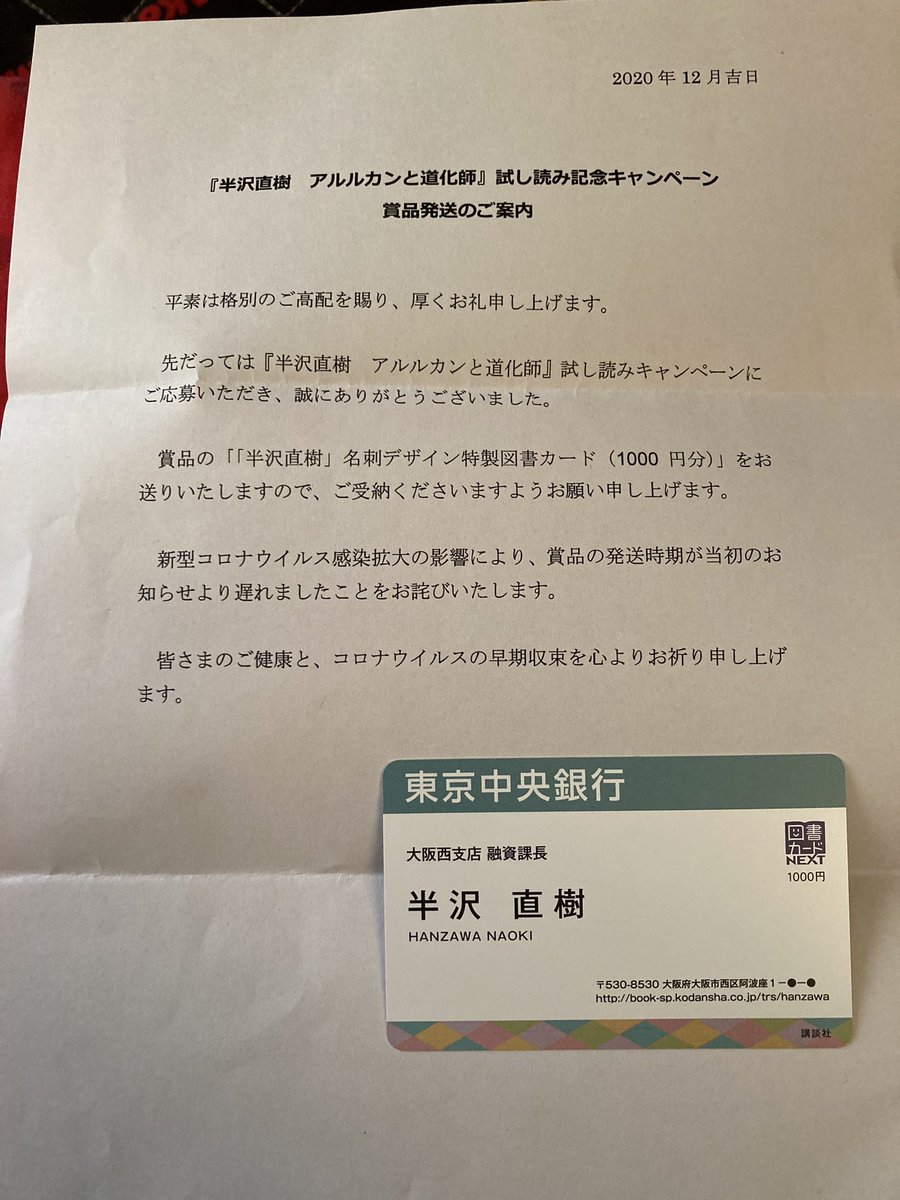 2020年12月吉日
『半沢直樹　アルルカンと道化師』試し読み記念キャンペーン
賞品発送のご案内
平素は格別のご高配を賜り、厚くお礼申し上げます。
先だっては『半沢直樹　アルルカンと道化師』試し読みキャンペーンに
ご応募いただき、誠にありがとうございました。
賞品の「「半沢直樹」名刺デザイン特製図書カード（1000 円分）」をお
送りいたしますので、ご受納くださいますようお願い申し上げます。
新型コロナウイルス感染拡大の影響により、賞品の発送時期が当初のお
知らせより遅れましたことをお詫びいたします。
皆さまのご健康と、コロナウイルスの早期収束を心よりお祈り申し上げ
ます。
東京中央銀行
図書
カード
NEXT
1000円
大阪西支店 融資課長
半沢 直樹
HANZAWA NAOKI
〒530-8530 大阪府大阪市西区阿波座1－●－●
http://book-sp.kodansha.co.jp/trs/hanzawa
講談社